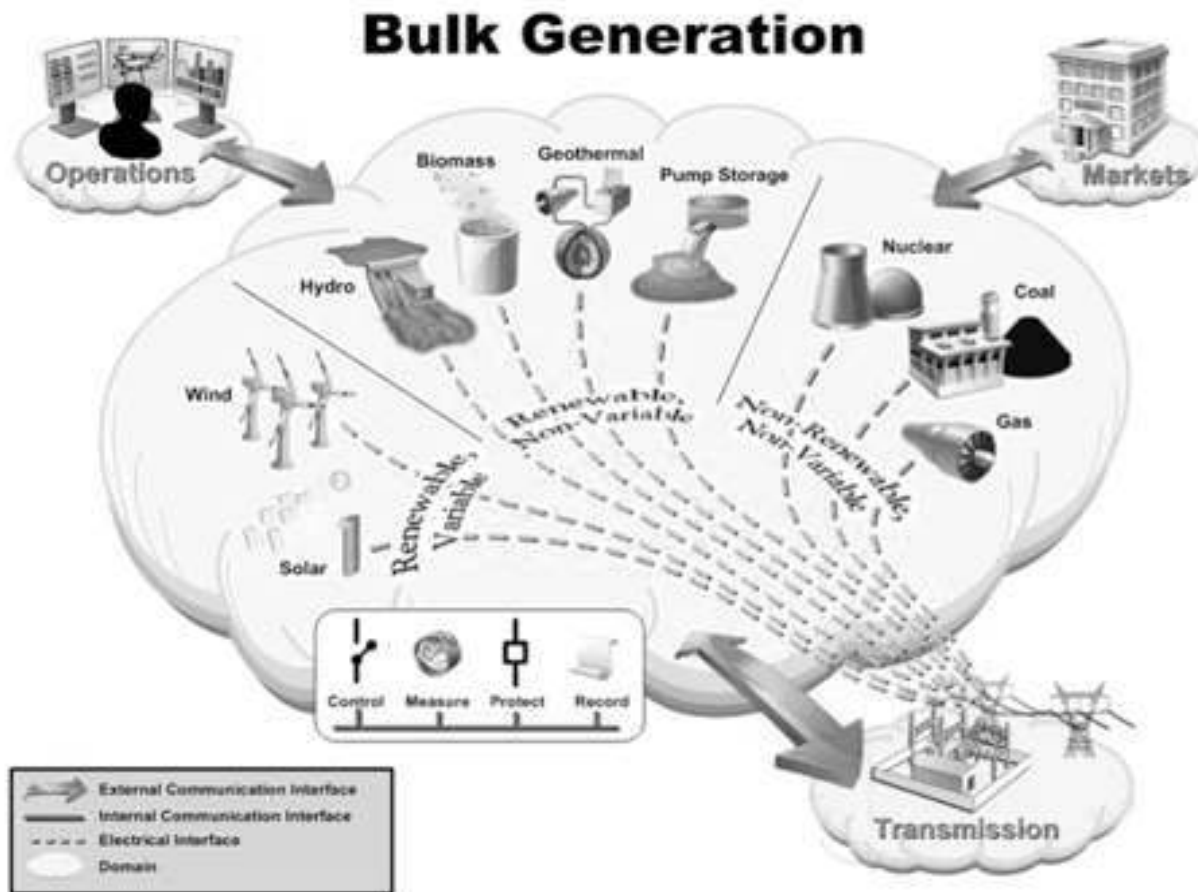 Bulk Generation
Operations
Markets
Biomass
Geothermal
Pump Storage
Hydro
Nuclear
Coal
Wind
Gas
Solar
Renewable,
Variable
Renewable,
Non-Variable
Non-Renewable,
Non-Variable
Control
Measure
Protect
Record
External Communication Interface
Internal Communication Interface
Electrical Interface
Domain
Transmission